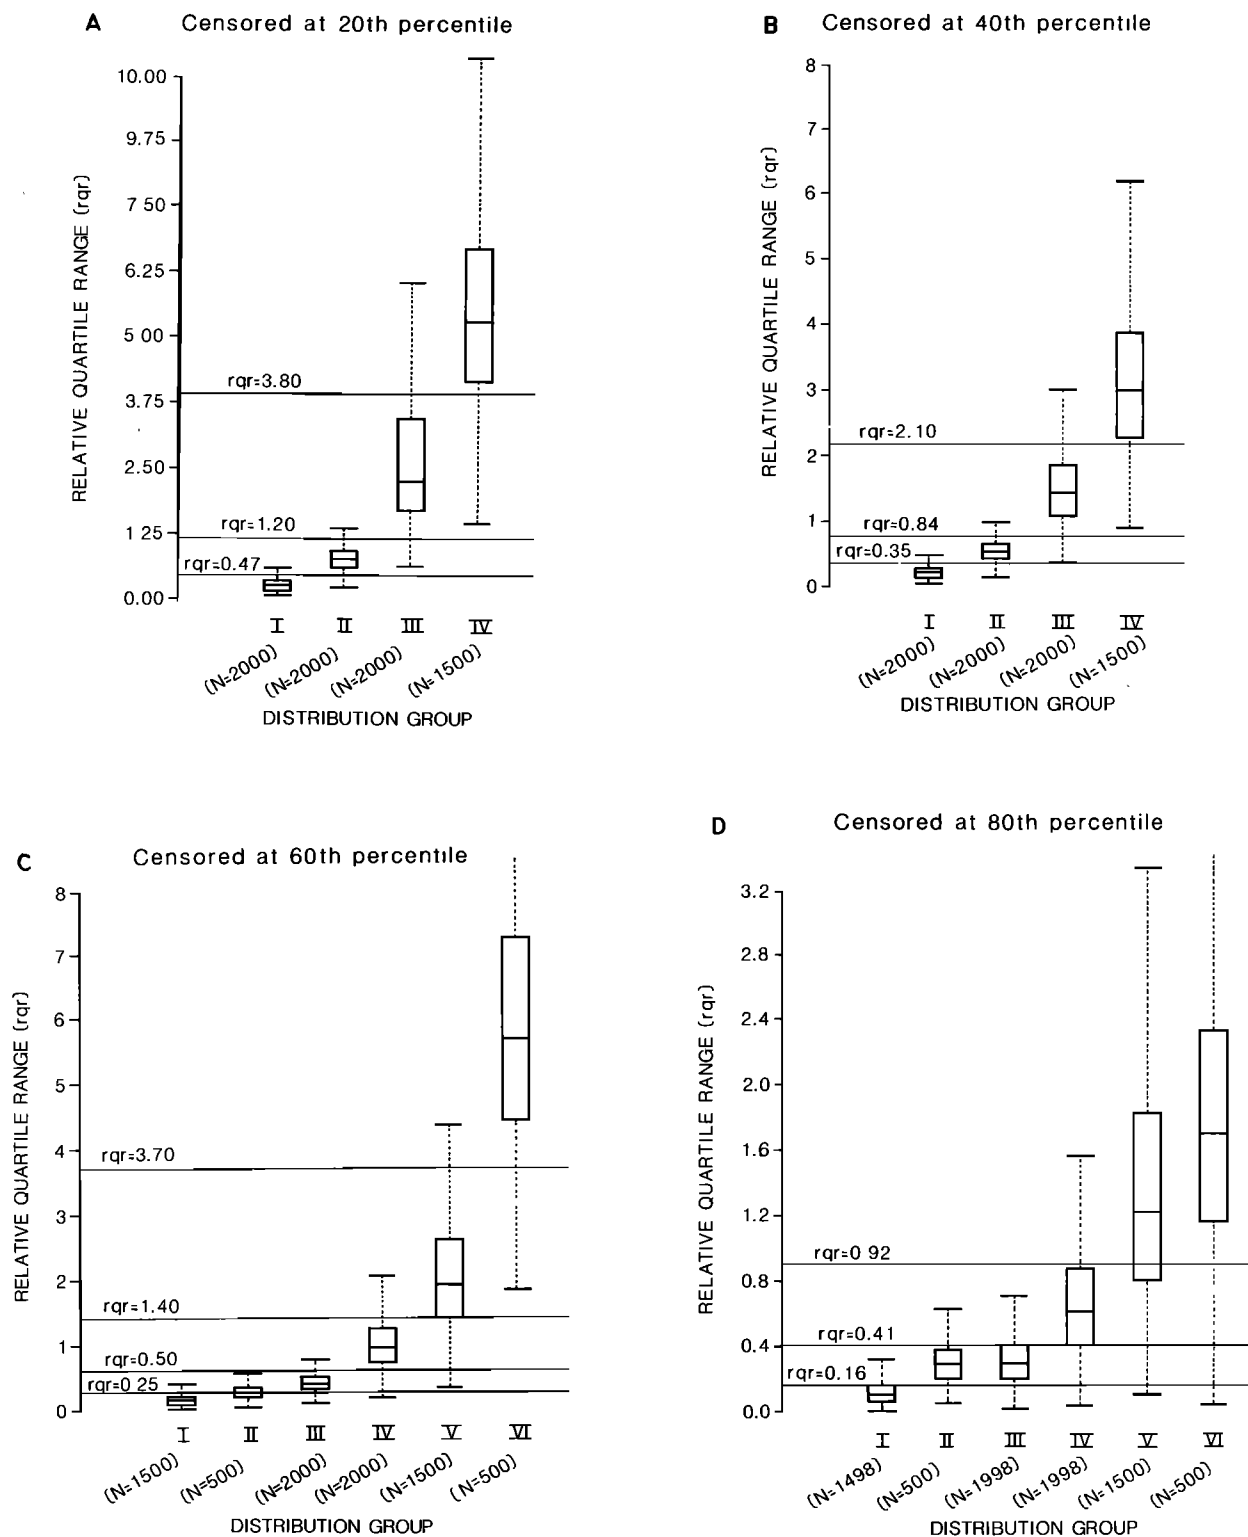 A Censored at 20th percentile
RELATIVE QUARTILE RANGE (rqr)
10.00
9.75
7 50
6.25
5 00
3.75
2.50
1.25
0.00
rqr=3.80
rqr=1.20
rqr=0.47
I II III IV
(N=2000) (N=2000) (N=2000) (N=1500)
DISTRIBUTION GROUP
B Censored at 40th percentile
RELATIVE QUARTILE RANGE (rqr)
8
7
6
5
4
3
2
1
0
rqr=2.10
rqr=0.84
rqr=0.35
I II III IV
(N=2000) (N=2000) (N=2000) (N=1500)
DISTRIBUTION GROUP
C Censored at 60th percentile
RELATIVE QUARTILE RANGE (rqr)
8
7
6
5
4
3
2
1
0
rqr=3.70
rqr=1.40
rqr=0.50
rqr=0 25
I II III IV V VI
(N=1500) (N=500) (N=2000) (N=2000) (N=1500) (N=500)
DISTRIBUTION GROUP
D Censored at 80th percentile
RELATIVE QUARTILE RANGE (rqr)
3.2
2.8
2.4
2.0
1.6
1.2
0.8
0.4
0.0
rqr=0 92
rqr=0.41
rqr=0.16
I II III IV V VI
(N=1498) (N=500) (N=1998) (N=1998) (N=1500) (N=500)
DISTRIBUTION GROUP